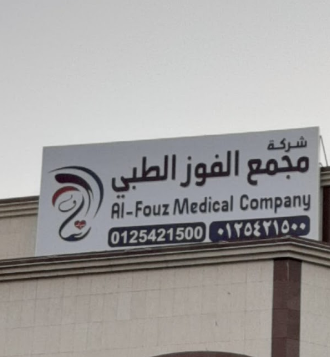 شركة
مجمع الفوز الطبي
Al-Fouz Medical Company
0125421500 ٠١٢٥٤٢١٥٠٠